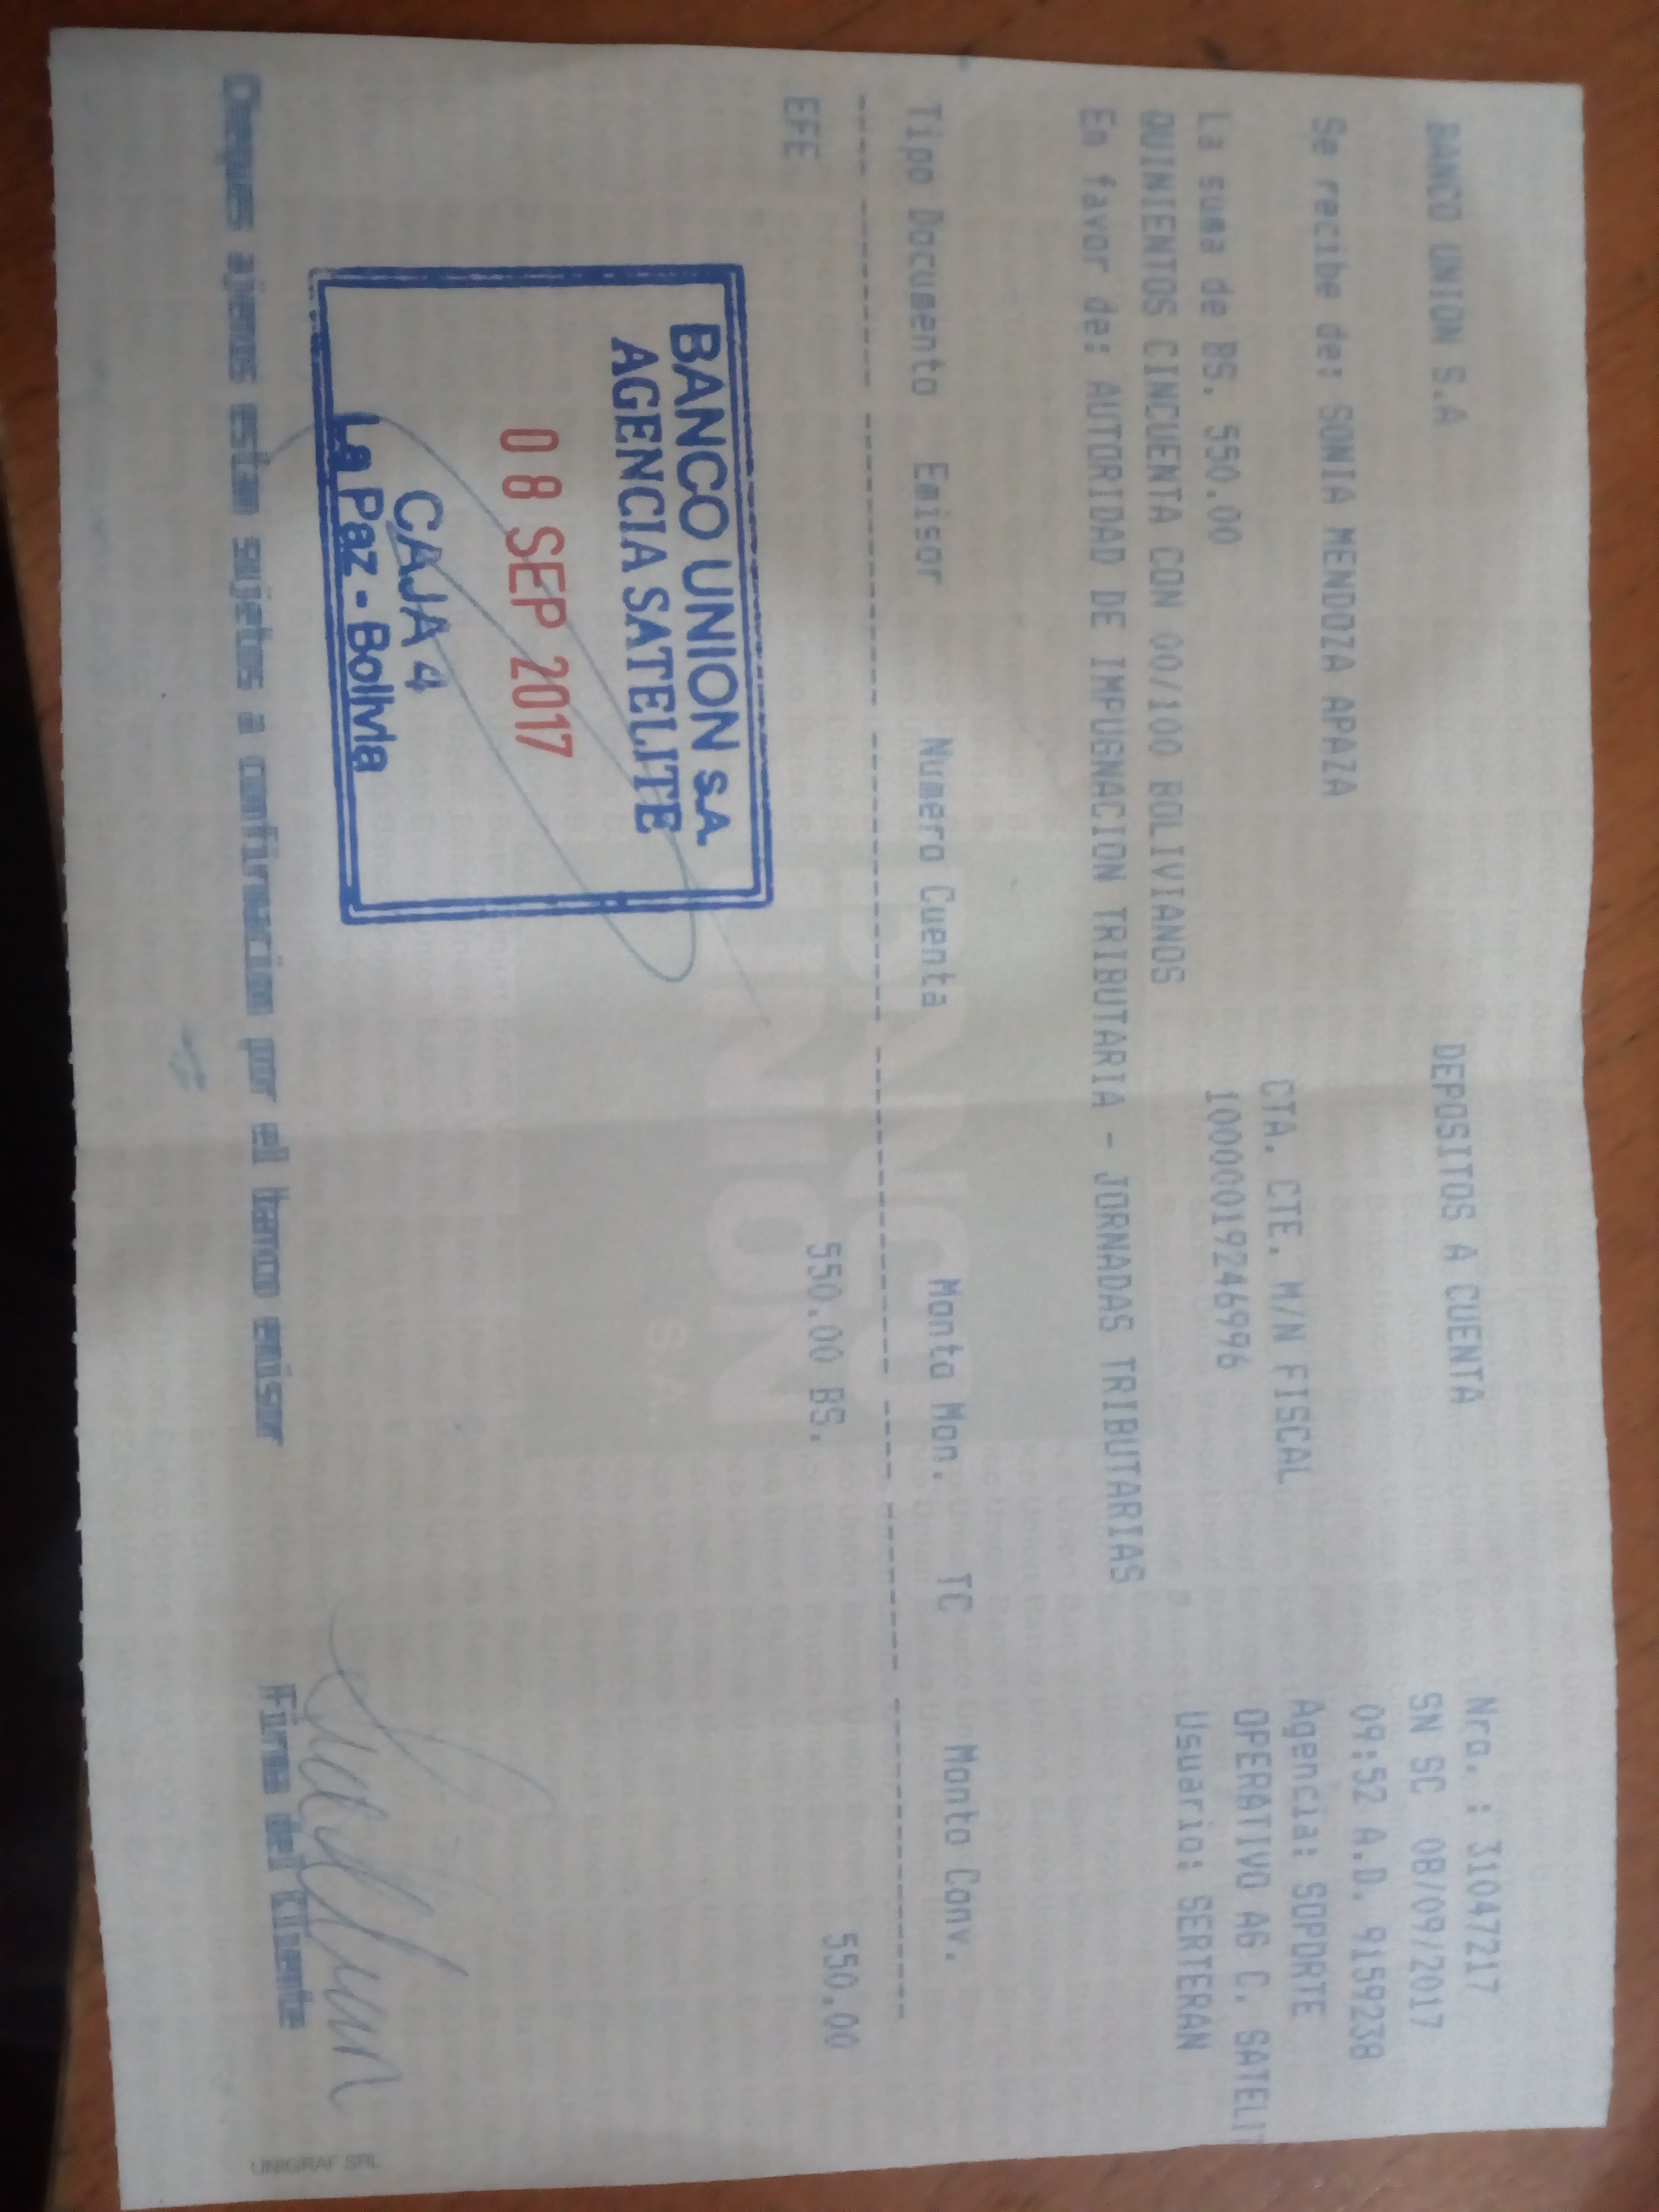 BANCO UNION S.A DEPOSITOS A CUENTA Nro. : 31047217
SN SC 08/09/2017
Se recibe de: SONIA MENDOZA APAZA 09:52 A.D. 9159238
CTA. CTE. M/N FISCAL Agencia: SOPORTE
La suma de BS. 550.00 10000019246996 OPERATIVO AG C. SATELIT
QUINIENTOS CINCUENTA CON 00/100 BOLIVIANOS Usuario: SERTERAN
En favor de: AUTORIDAD DE IMPUGNACION TRIBUTARIA - JORNADAS TRIBUTARIAS
Tipo Documento Emisor Numero Cuenta Monto Mon. TC Monto Conv.
EFE 550.00 BS. 550.00
BANCO UNION S.A.
AGENCIA SATELITE
08 SEP 2017
CAJA 4
La Paz - Bolivia
UNION
S.A.
Cheques ajenos estan sujetos a confirmacion por el banco emisor Firma del Cliente
UNIGRAF SRL